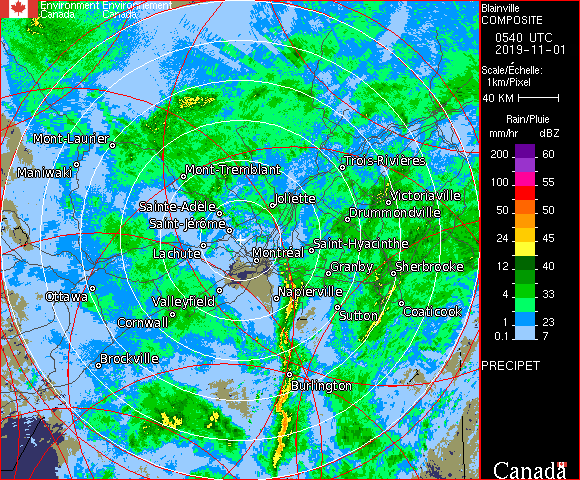 Environment Environnement
Canada Canada
Blainville
COMPOSITE
0540 UTC
2019-11-01
Scale/Échelle:
1km/Pixel
40 KM
Rain/Pluie
mm/hr dBZ
200 60
100 55
50 50
24 45
12 40
4 33
1 23
0.1 7
PRECIPET
Canada
Mont-Laurier
Maniwaki
Mont-Tremblant
Trois-Rivières
Victoriaville
Joliette
Sainte-Adele
Drummondville
Saint-Jérôme
Saint-Hyacinthe
Lachute
Montréal
Granby
Sherbrooke
Ottawa
Valleyfield
Napierville
Cornwall
Sutton
Coaticook
Brockville
Burlington